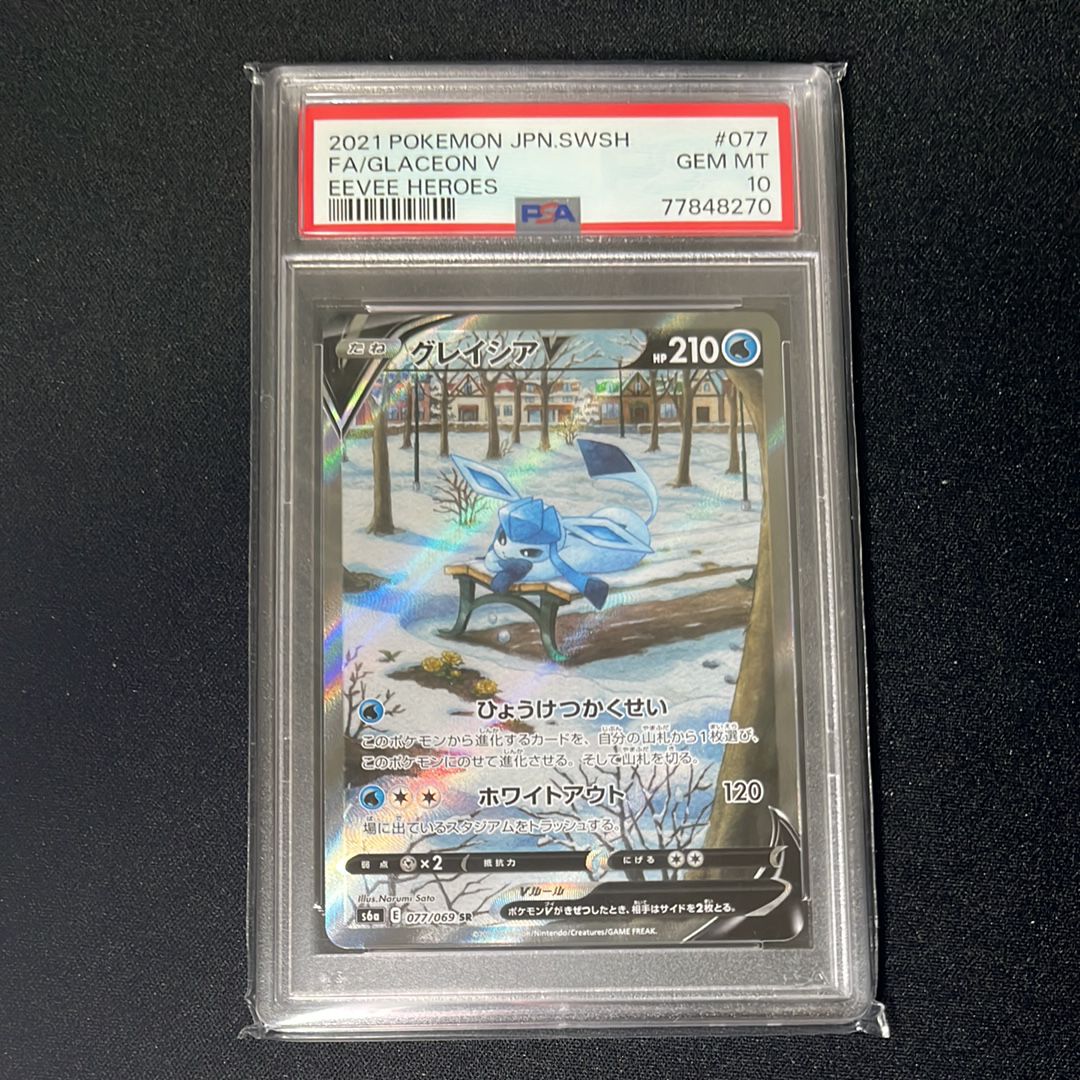 2021 POKEMON JPN.SWSH #077
FA/GLACEON V GEM MT
EEVEE HEROES 10
PSA 77848270
たね グレイシアV HP 210
ひょうけつかくせい
このポケモンから進化するカードを、自分の山札から1枚選び、
このポケモンにのせて進化させる。そして山札を切る。
ホワイトアウト 120
場に出ているスタジアムをトラッシュする。
弱点 ×2 抵抗力 にげる
Illus.Narumi Sato
Vルール
ポケモンVがきぜつしたとき、相手はサイドを2枚とる。
s6a E 077/069 SR
/Nintendo/Creatures/GAME FREAK.